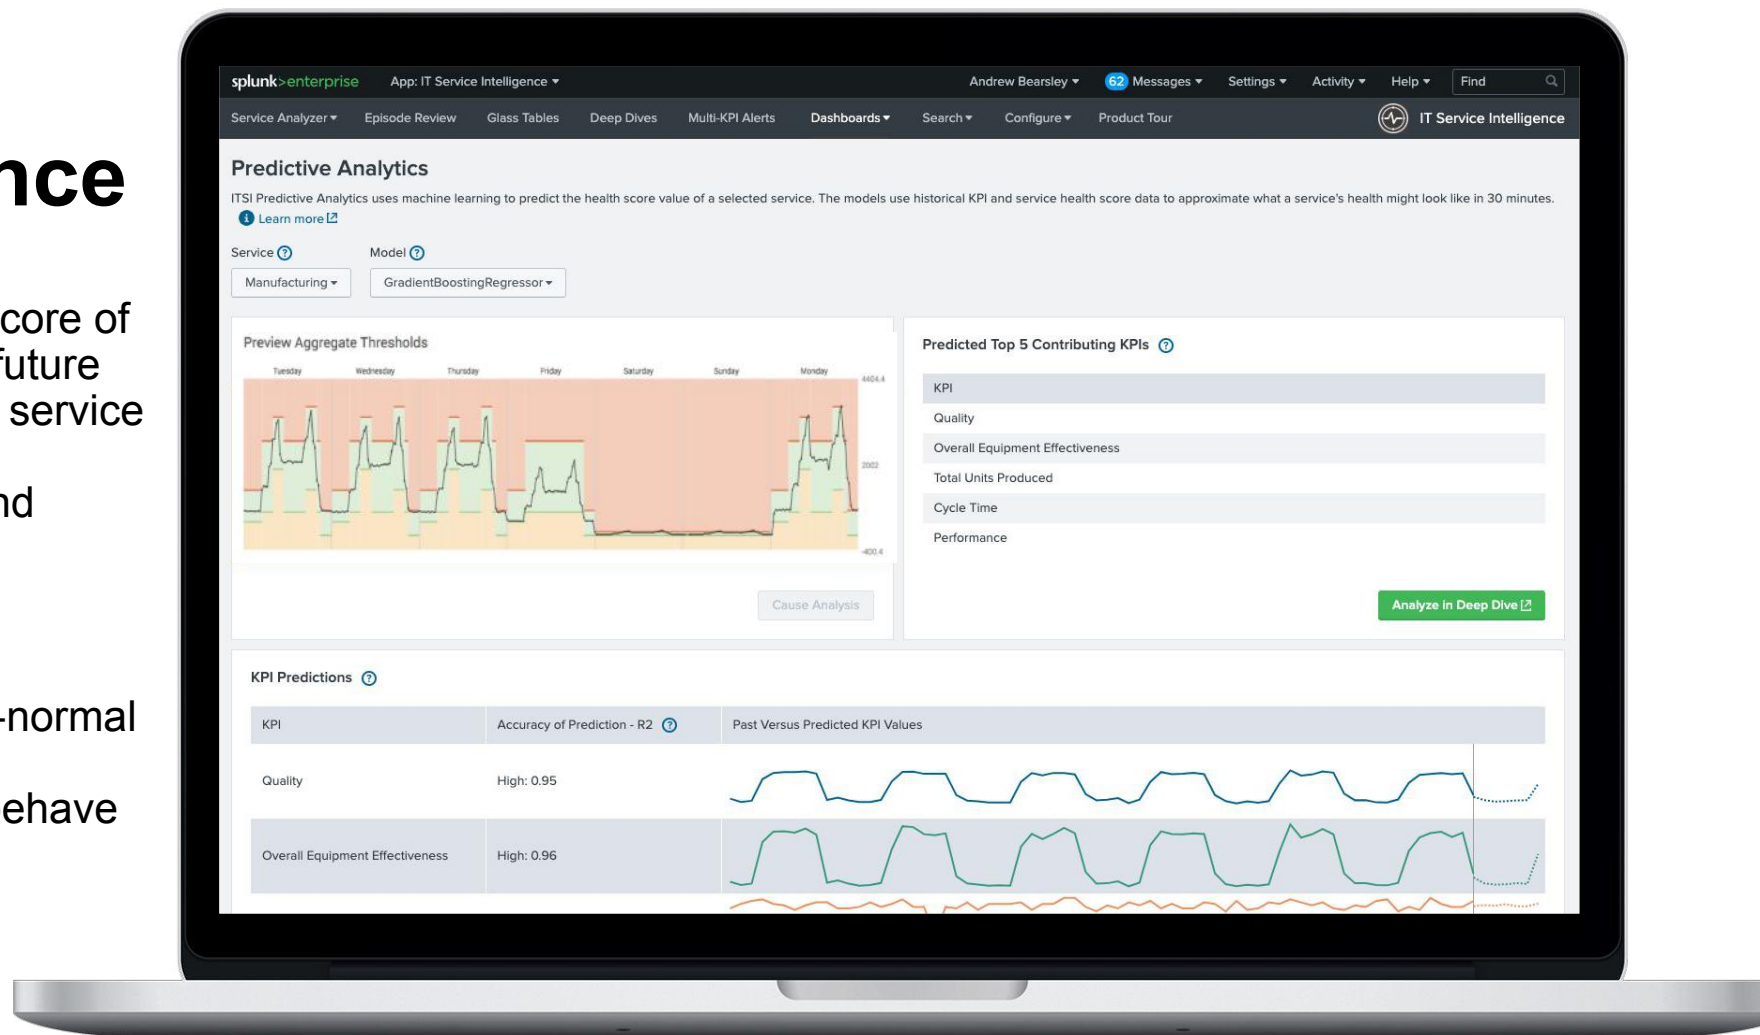 nce
core of
future
service
nd
-normal
ehave
splunk>enterprise App: IT Service Intelligence Andrew Bearsley 62 Messages Settings Activity Help Find
Service Analyzer Episode Review Glass Tables Deep Dives Multi-KPI Alerts Dashboards Search Configure Product Tour IT Service Intelligence
Predictive Analytics
ITSI Predictive Analytics uses machine learning to predict the health score value of a selected service. The models use historical KPI and service health score data to approximate what a service's health might look like in 30 minutes.
Learn more
Service Model
Manufacturing GradientBoostingRegressor
Preview Aggregate Thresholds
Tuesday Wednesday Thursday Friday Saturday Sunday Monday
4404.4
2002
-400.4
Cause Analysis
Predicted Top 5 Contributing KPIs
KPI
Quality
Overall Equipment Effectiveness
Total Units Produced
Cycle Time
Performance
Analyze in Deep Dive
KPI Predictions
KPI Accuracy of Prediction - R2 Past Versus Predicted KPI Values
Quality High: 0.95
Overall Equipment Effectiveness High: 0.96